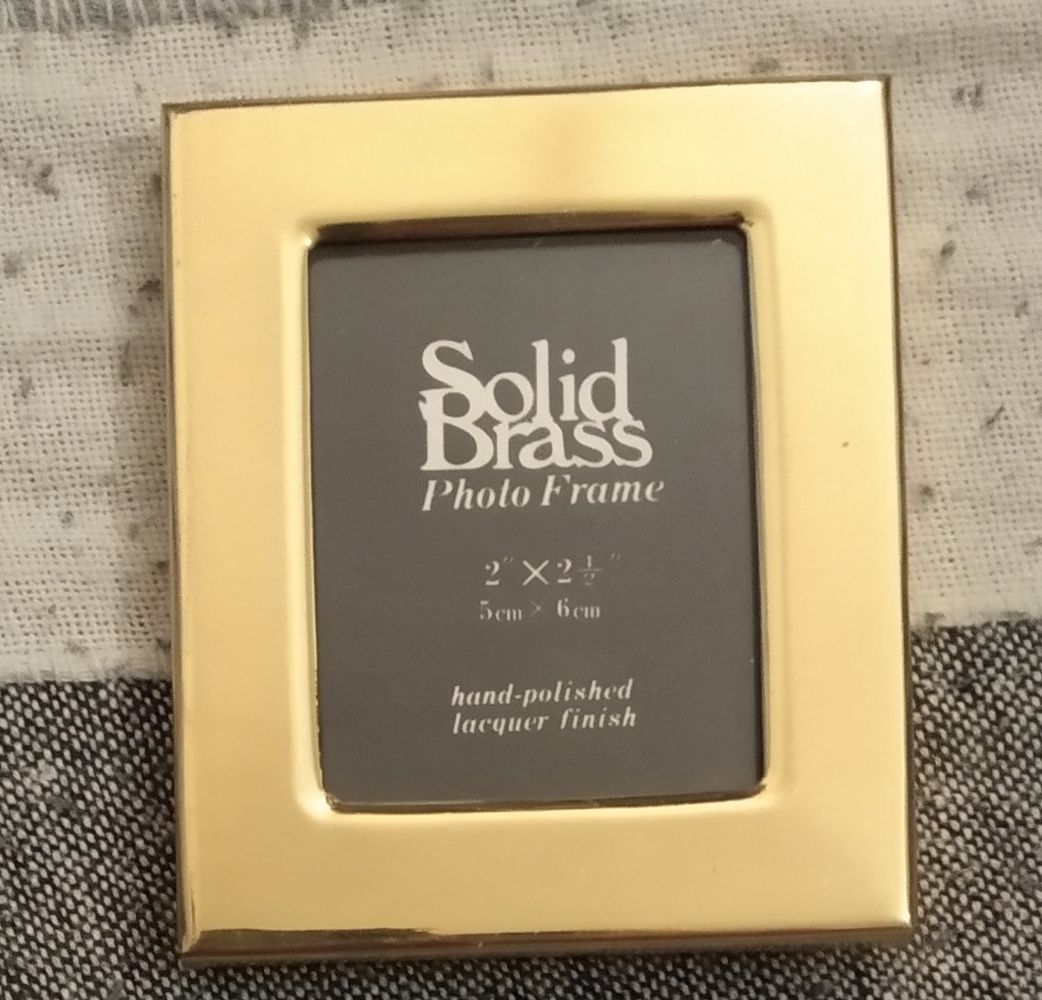 Solid
Brass
Photo Frame
2" × 2 1/2"
5cm × 6cm
hand-polished
lacquer finish